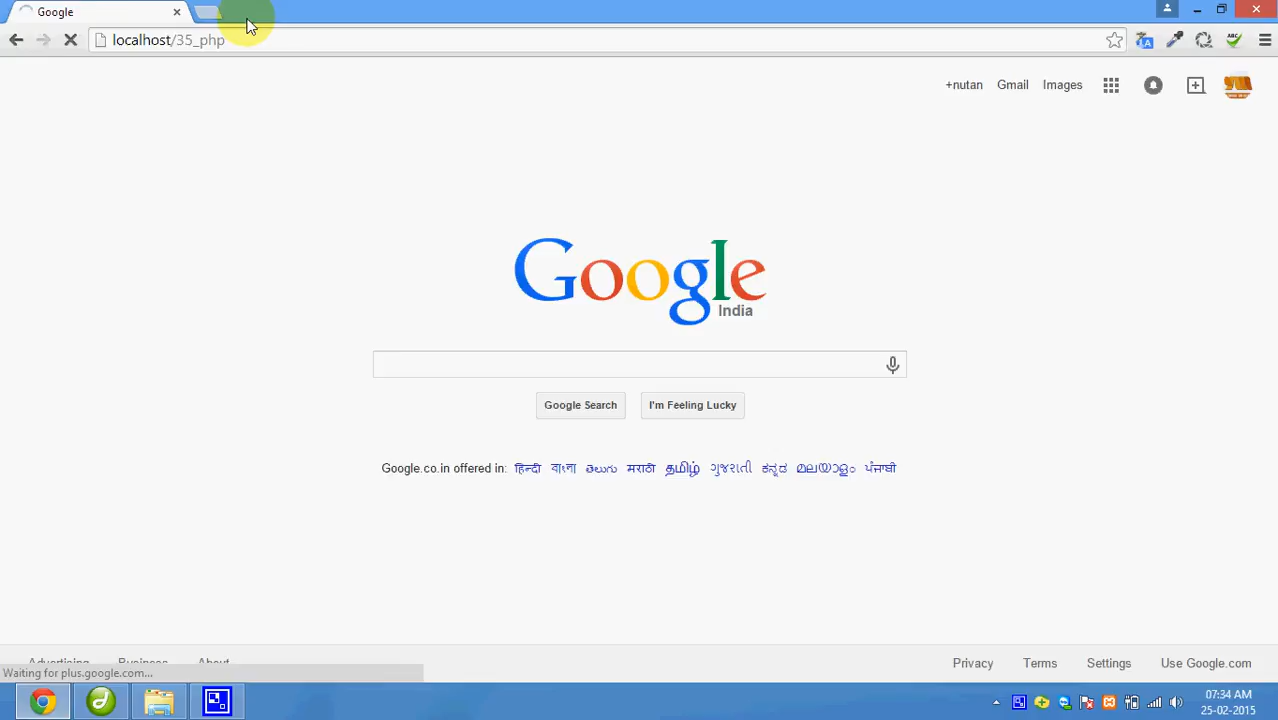 Google
localhost/35_php
+nutan Gmail Images
Google
India
Google Search I'm Feeling Lucky
Google.co.in offered in: हिन्दी বাংলা తెలుగు मराठी தமிழ் ગુજરાતી ಕನ್ನಡ മലയാളം ਪੰਜਾਬੀ
Advertising Business About Privacy Terms Settings Use Google.com
Waiting for plus.google.com...
07:34 AM
25-02-2015